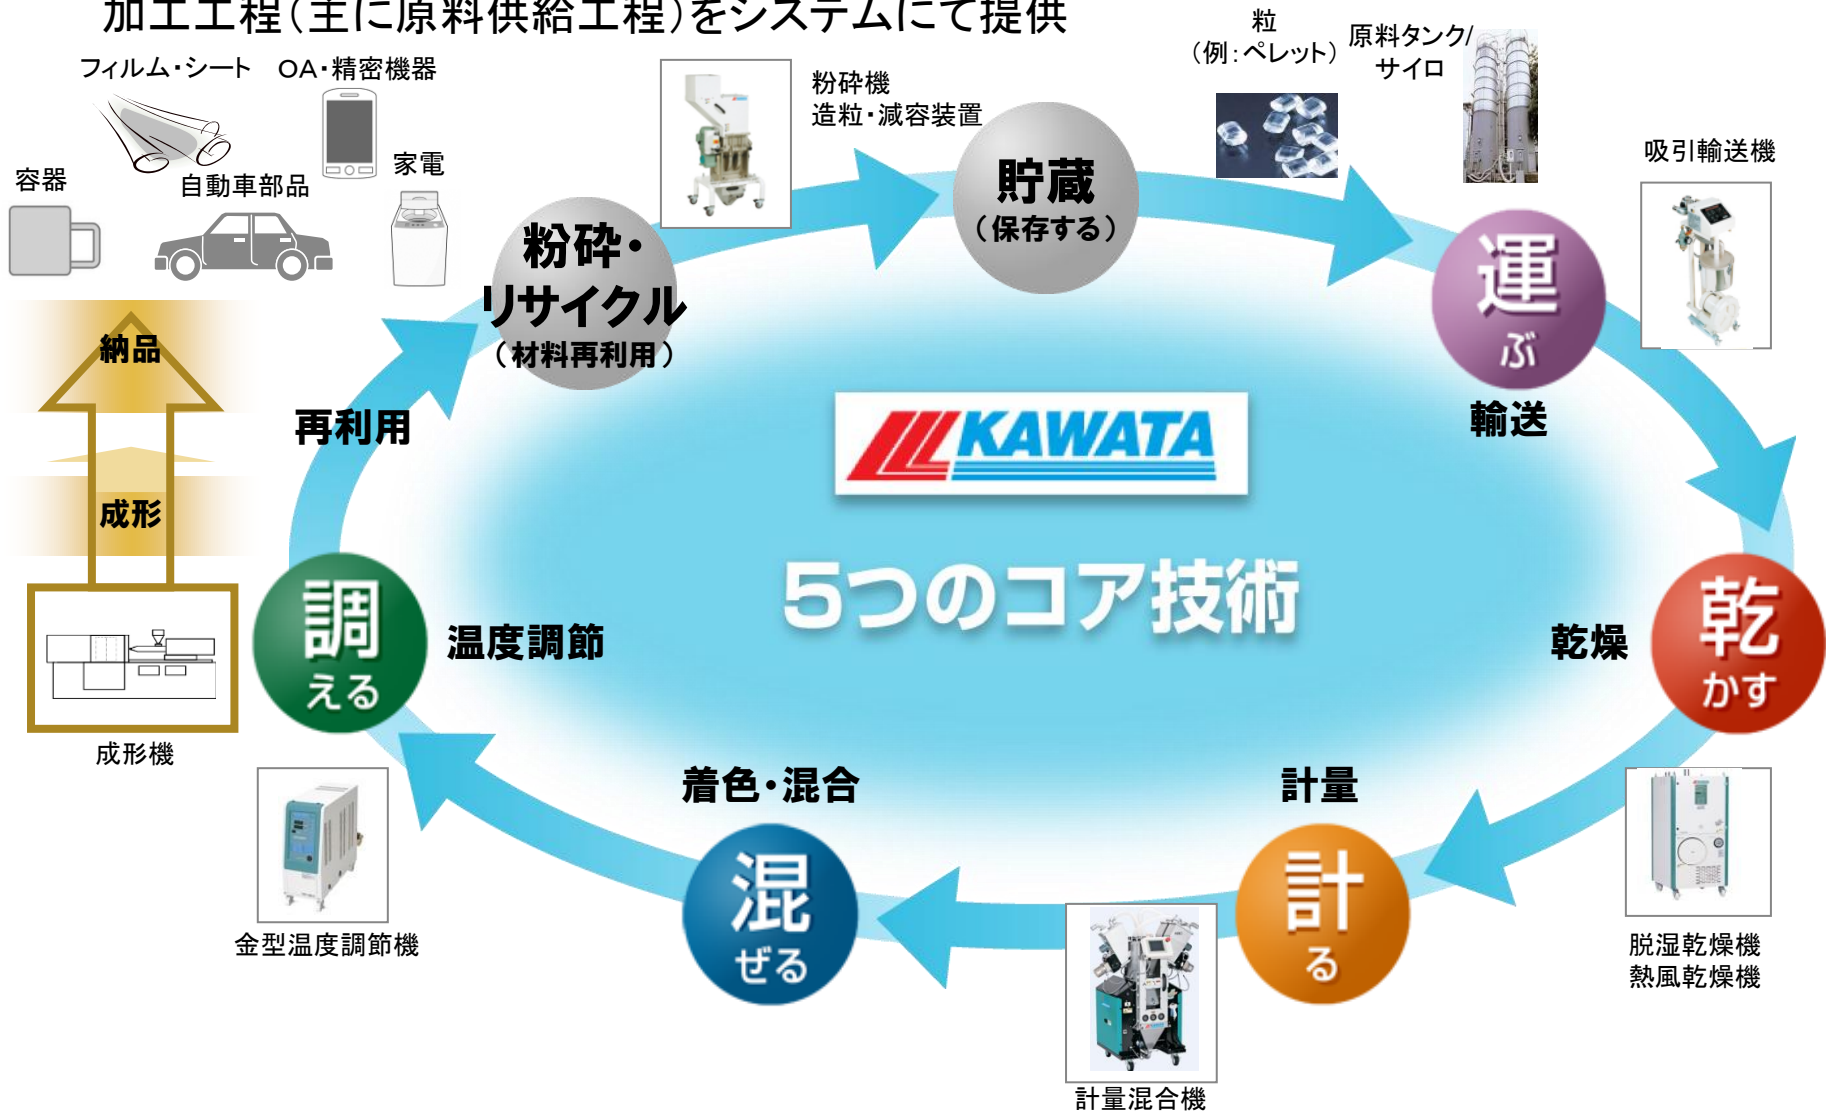 加工工程(主に原料供給工程)をシステムにて提供
フィルム・シート
OA・精密機器
容器
自動車部品
家電
粉砕機
造粒・減容装置
粒
(例:ペレット)
原料タンク/
サイロ
吸引輸送機
貯蔵
(保存する)
粉砕・
リサイクル
(材料再利用)
運
ぶ
輸送
納品
再利用
成形
KAWATA
5つのコア技術
調
える
温度調節
乾燥
乾
かす
成形機
着色・混合
計量
混
ぜる
計
る
金型温度調節機
脱湿乾燥機
熱風乾燥機
KAWATA
計量混合機